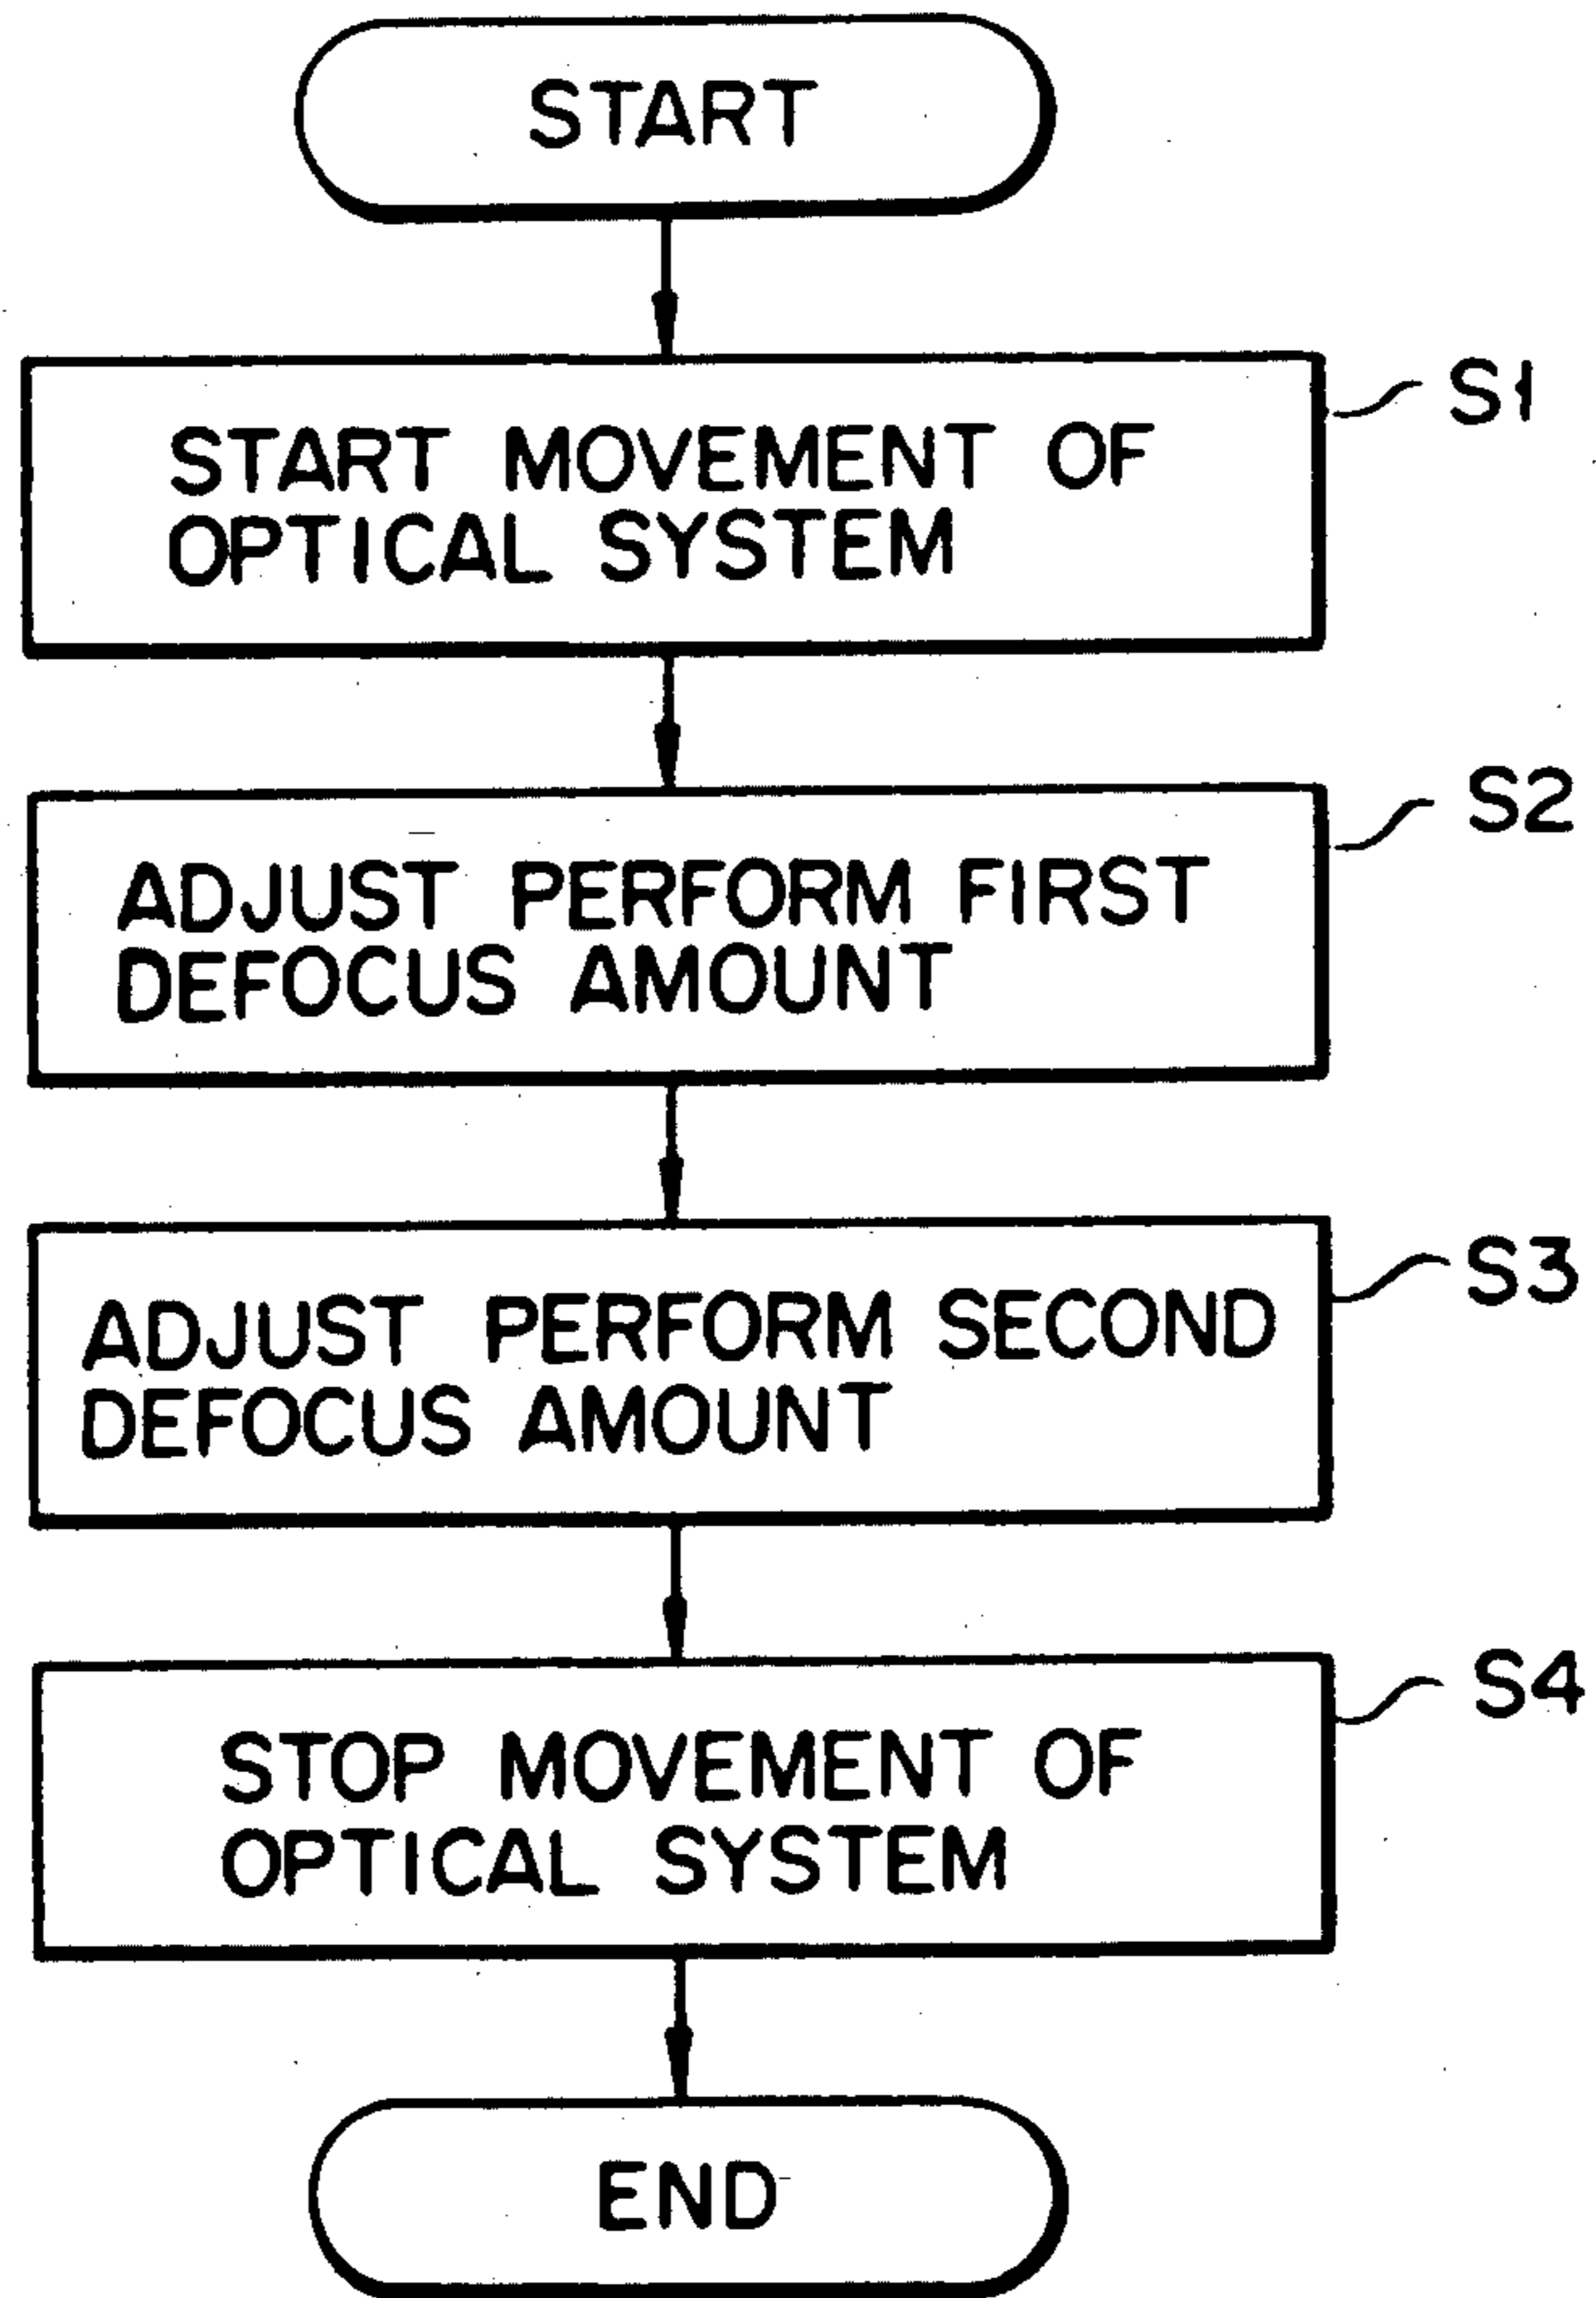 START
START MOVEMENT OF
OPTICAL SYSTEM
S1
ADJUST PERFORM FIRST
DEFOCUS AMOUNT
S2
ADJUST PERFORM SECOND
DEFOCUS AMOUNT
S3
STOP MOVEMENT OF
OPTICAL SYSTEM
S4
END